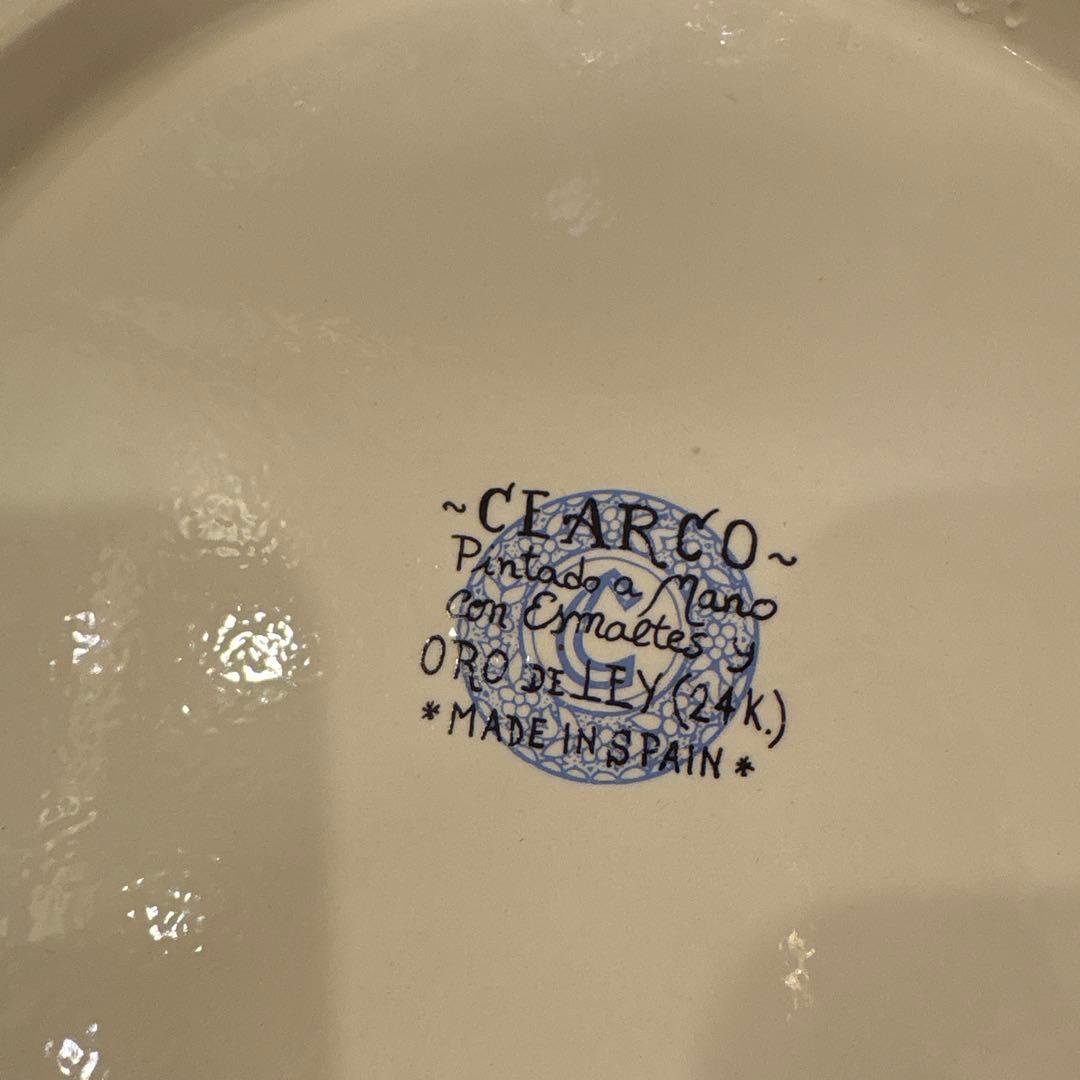 ~CEARCO~
Pintado a Mano
con Esmaltes y
ORO DE LEY (24K.)
*MADE IN SPAIN*
C